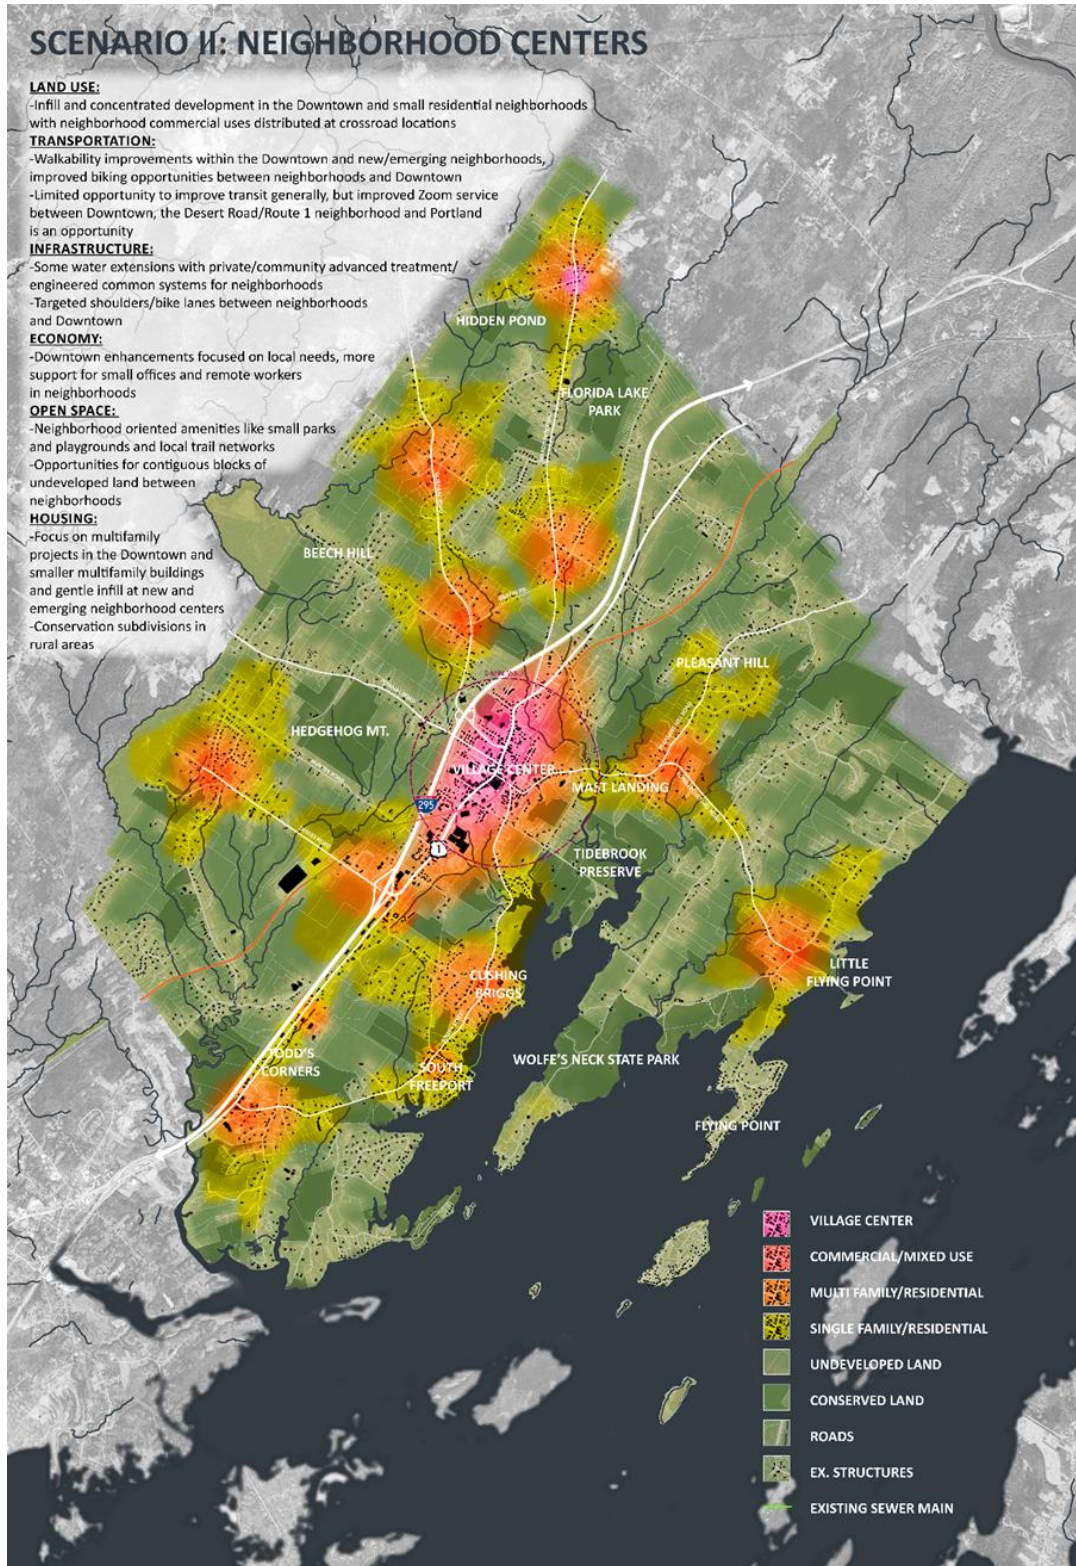 SCENARIO II: NEIGHBORHOOD CENTERS
LAND USE:
-Infill and concentrated development in the Downtown and small residential neighborhoods
with neighborhood commercial uses distributed at crossroad locations
TRANSPORTATION:
-Walkability improvements within the Downtown and new/emerging neighborhoods,
improved biking opportunities between neighborhoods and Downtown
-Limited opportunity to improve transit generally, but improved Zoom service
between Downtown, the Desert Road/Route 1 neighborhood and Portland
is an opportunity
INFRASTRUCTURE:
-Some water extensions with private/community advanced treatment/
engineered common systems for neighborhoods
-Targeted shoulders/bike lanes between neighborhoods
and Downtown
ECONOMY:
-Downtown enhancements focused on local needs, more
support for small offices and remote workers
in neighborhoods
OPEN SPACE:
-Neighborhood oriented amenities like small parks
and playgrounds and local trail networks
-Opportunities for contiguous blocks of
undeveloped land between
neighborhoods
HOUSING:
-Focus on multifamily
projects in the Downtown and
smaller multifamily buildings
and gentle infill at new and
emerging neighborhood centers
-Conservation subdivisions in
rural areas
HIDDEN POND
FLORIDA LAKE
PARK
BEECH HILL
PLEASANT HILL
HEDGEHOG MT.
VILLAGE CENTER
MAST LANDING
295
1
TIDEBROOK
PRESERVE
CUSHING
BRIGGS
LITTLE
FLYING POINT
TODD'S
CORNERS
SOUTH
FREEPORT
WOLFE'S NECK STATE PARK
FLYING POINT
VILLAGE CENTER
COMMERCIAL/MIXED USE
MULTI FAMILY/RESIDENTIAL
SINGLE FAMILY/RESIDENTIAL
UNDEVELOPED LAND
CONSERVED LAND
ROADS
EX. STRUCTURES
EXISTING SEWER MAIN